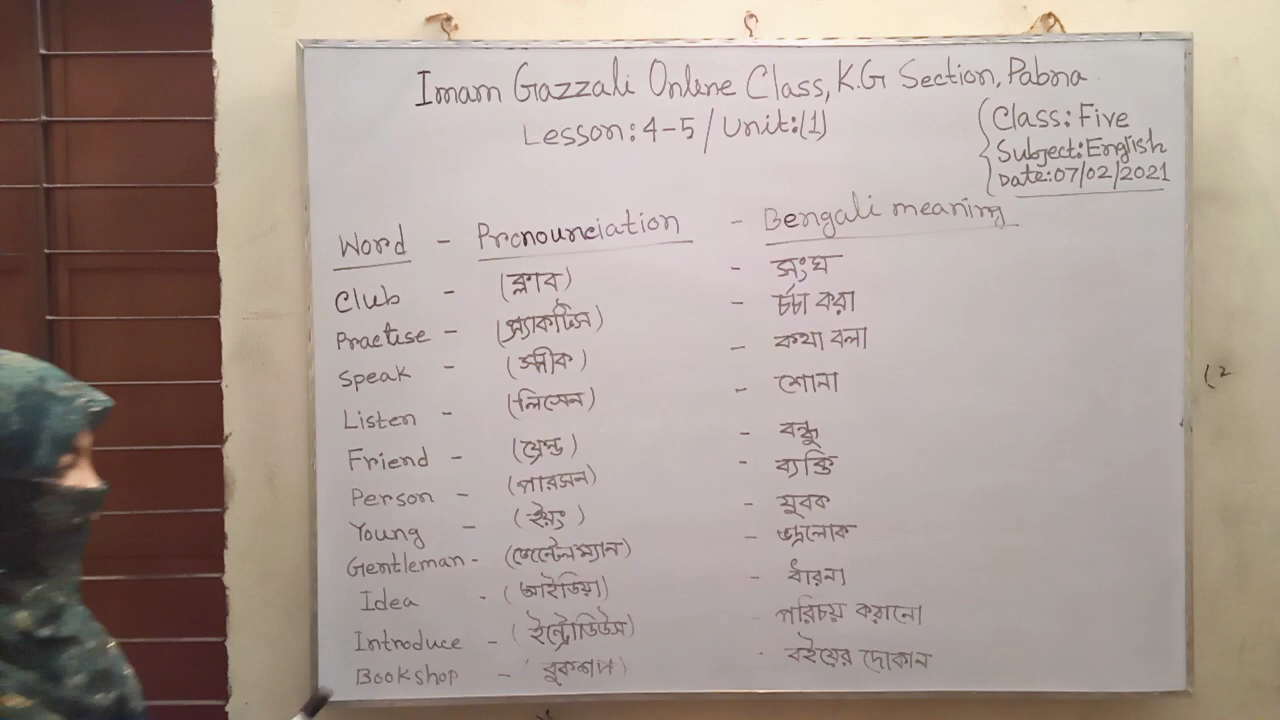 Imam Gazzali Online Class, K.G Section, Pabna
Lesson: 4-5 / Unit:(1)
Class: Five
Subject: English
Date: 07/02/2021
Word - Pronounciation - Bengali meaning
Club - (ক্লাব) - সংঘ
Practise - (প্র্যাকটিস) - চর্চা করা
Speak - (স্পীক) - কথা বলা
Listen - (লিসেন) - শোনা
Friend - (ফ্রেন্ড) - বন্ধু
Person - (পারসন) - ব্যক্তি
Young - (ইয়ং) - যুবক
Gentleman - (জেন্টেলম্যান) - ভদ্রলোক
Idea - (আইডিয়া) - ধারনা
Introduce - (ইন্ট্রোডিউস) - পরিচয় করানো
Bookshop - (বুকশপ) - বইয়ের দোকান